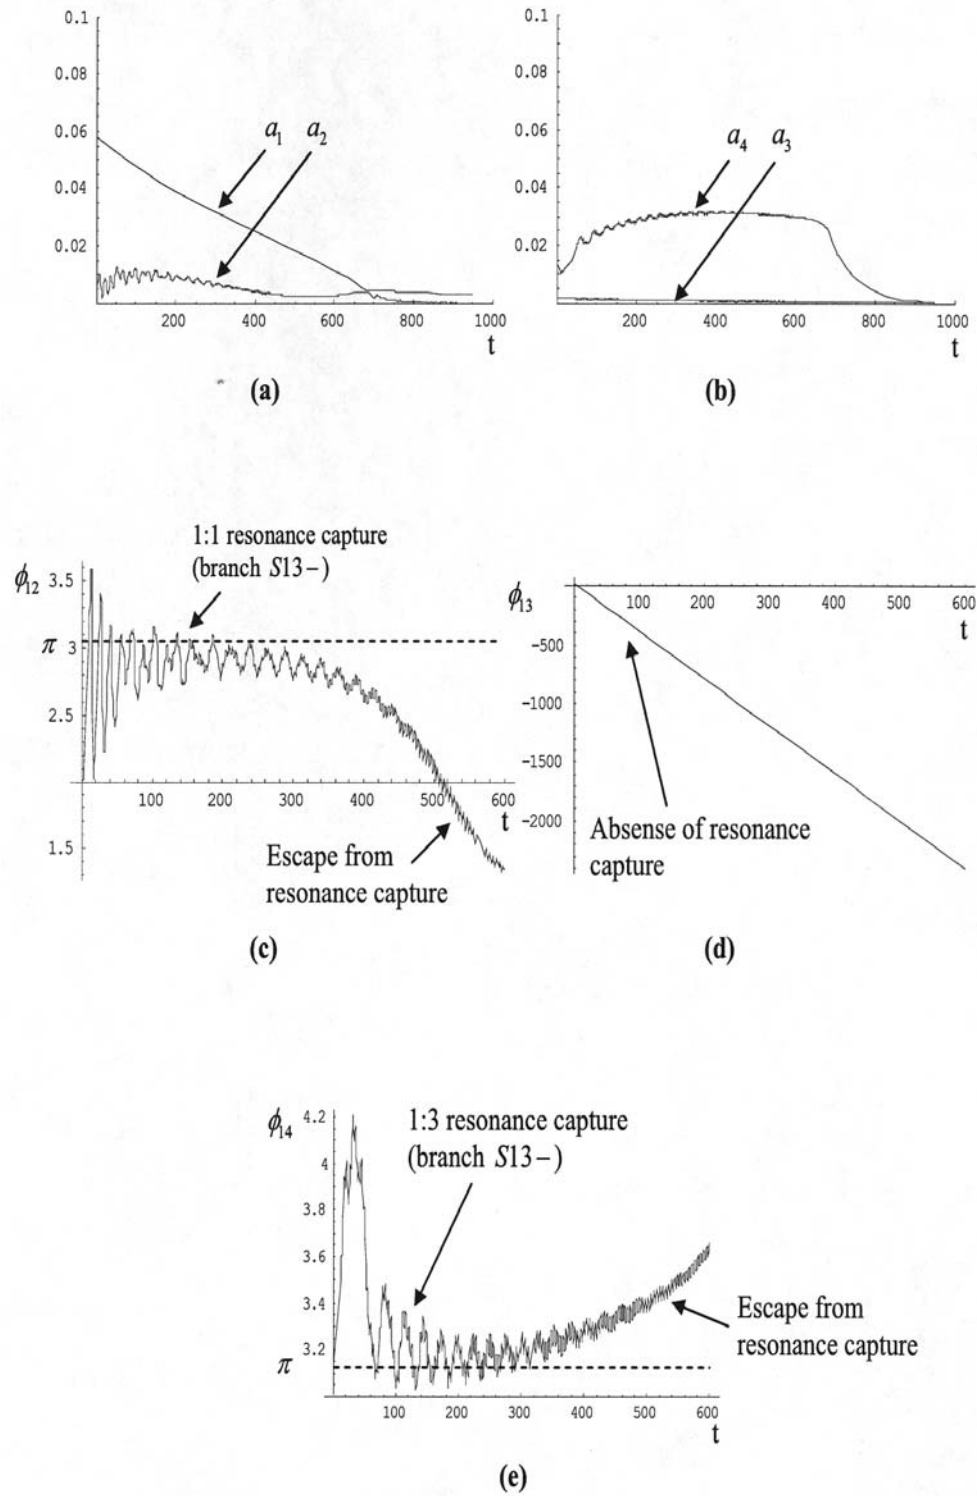 0.1
0.08
0.06
0.04
0.02
a1 a2
200 400 600 800 1000
t
(a)
0.1
0.08
0.06
0.04
0.02
a4 a3
200 400 600 800 1000
t
(b)
1:1 resonance capture
(branch S13−)
ϕ12
3.5
π
3
2.5
1.5
100 200 300 400 500 600
t
Escape from
resonance capture
(c)
ϕ13
100 200 300 400 500 600
t
−500
−1000
−1500
−2000
Absense of resonance
capture
(d)
1:3 resonance capture
(branch S13−)
ϕ14
4.2
4
3.8
3.6
3.4
3.2
π
100 200 300 400 500 600
t
Escape from
resonance capture
(e)